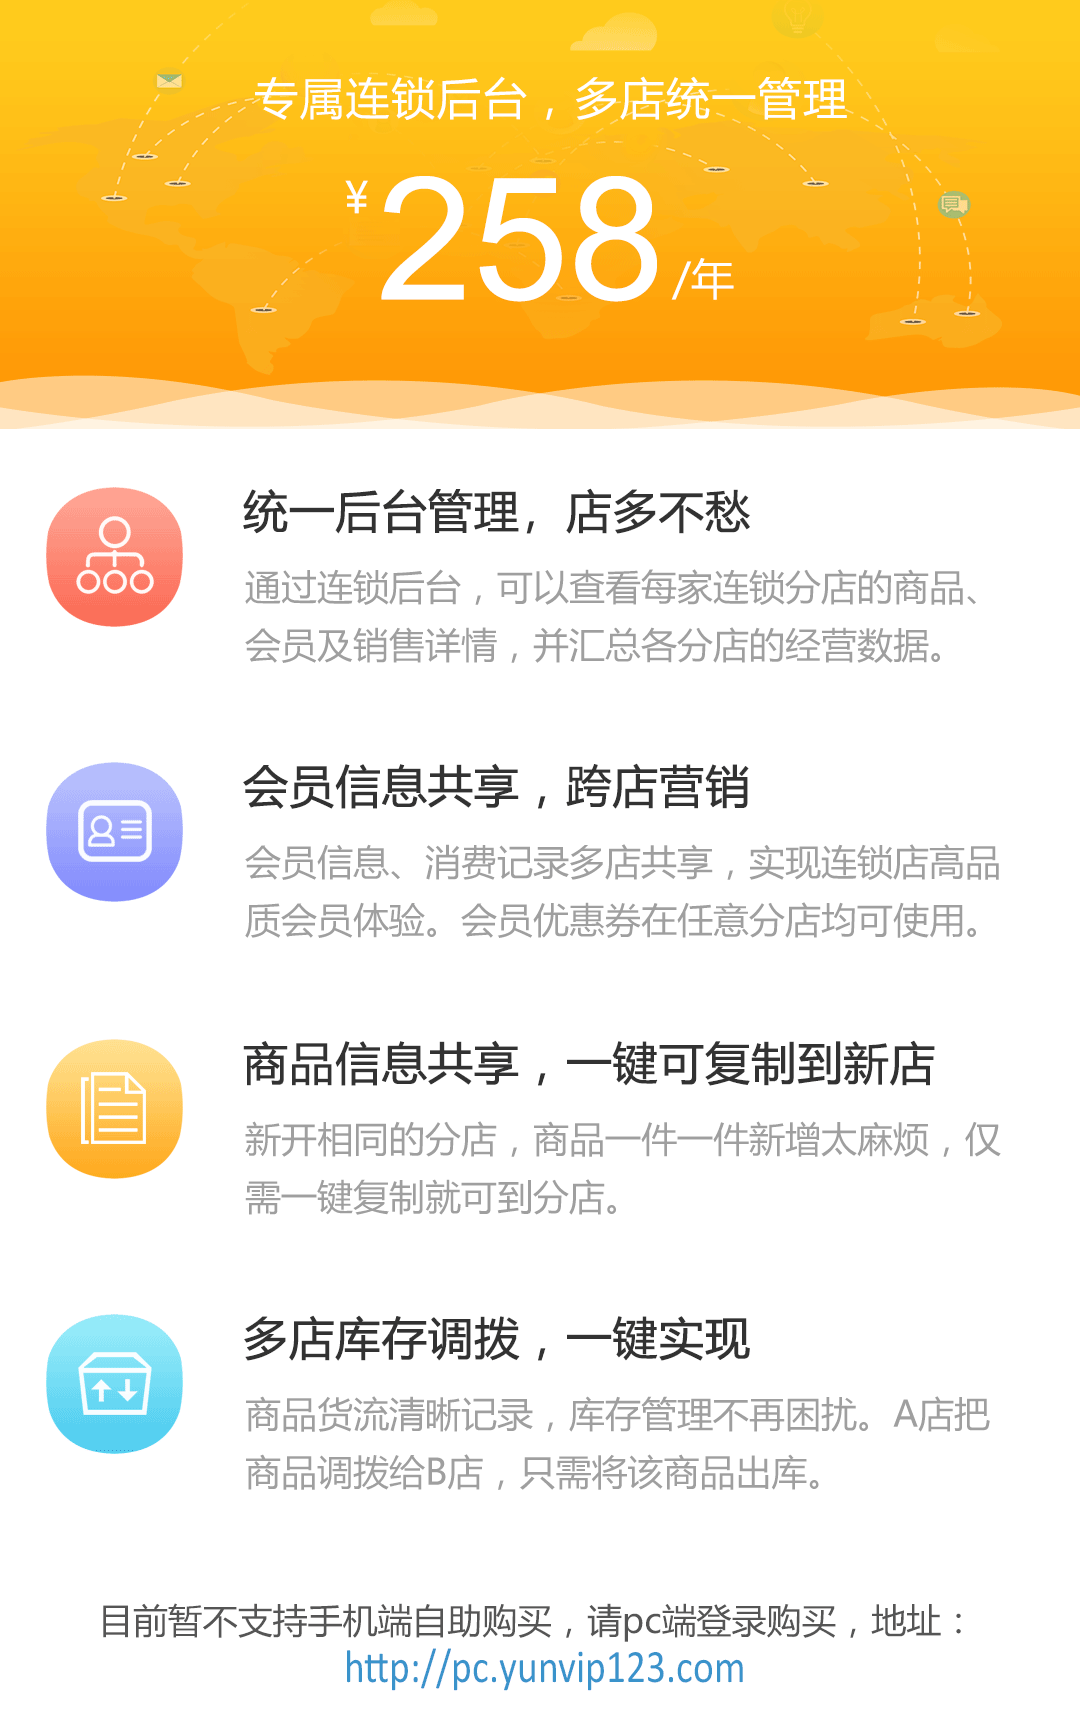 专属连锁后台，多店统一管理
¥258/年
统一后台管理，店多不愁
通过连锁后台，可以查看每家连锁分店的商品、
会员及销售详情，并汇总各分店的经营数据。
会员信息共享，跨店营销
会员信息、消费记录多店共享，实现连锁店高品
质会员体验。会员优惠券在任意分店均可使用。
商品信息共享，一键可复制到新店
新开相同的分店，商品一件一件新增太麻烦，仅
需一键复制就可到分店。
多店库存调拨，一键实现
商品货流清晰记录，库存管理不再困扰。A店把
商品调拨给B店，只需将该商品出库。
目前暂不支持手机端自助购买，请pc端登录购买，地址：
http://pc.yunvip123.com